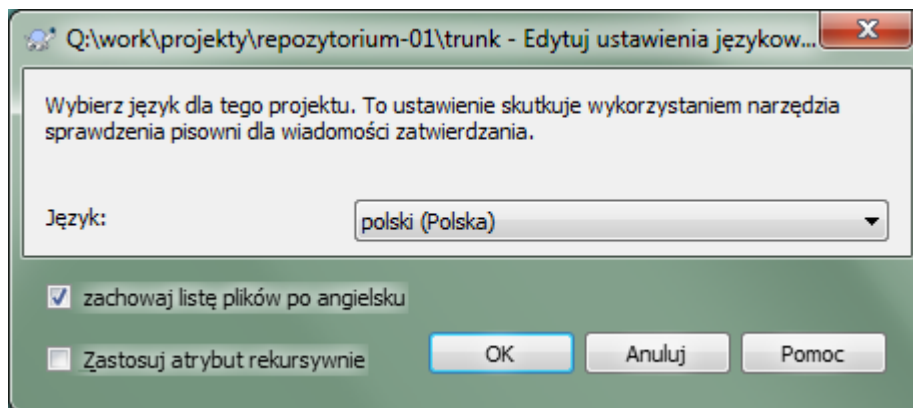 Q:\work\projekty\repozytorium-01\trunk - Edytuj ustawienia językow...
Wybierz język dla tego projektu. To ustawienie skutkuje wykorzystaniem narzędzia
sprawdzenia pisowni dla wiadomości zatwierdzania.
Język:
polski (Polska)
zachowaj listę plików po angielsku
Zastosuj atrybut rekursywnie
OK
Anuluj
Pomoc